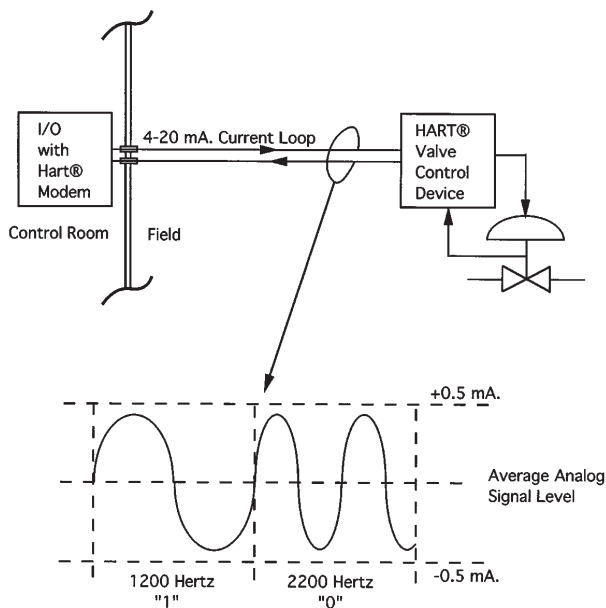 I/O
with
Hart®
Modem
4-20 mA. Current Loop
HART®
Valve
Control
Device
Control Room
Field
+0.5 mA.
Average Analog
Signal Level
-0.5 mA.
1200 Hertz
"1"
2200 Hertz
"0"